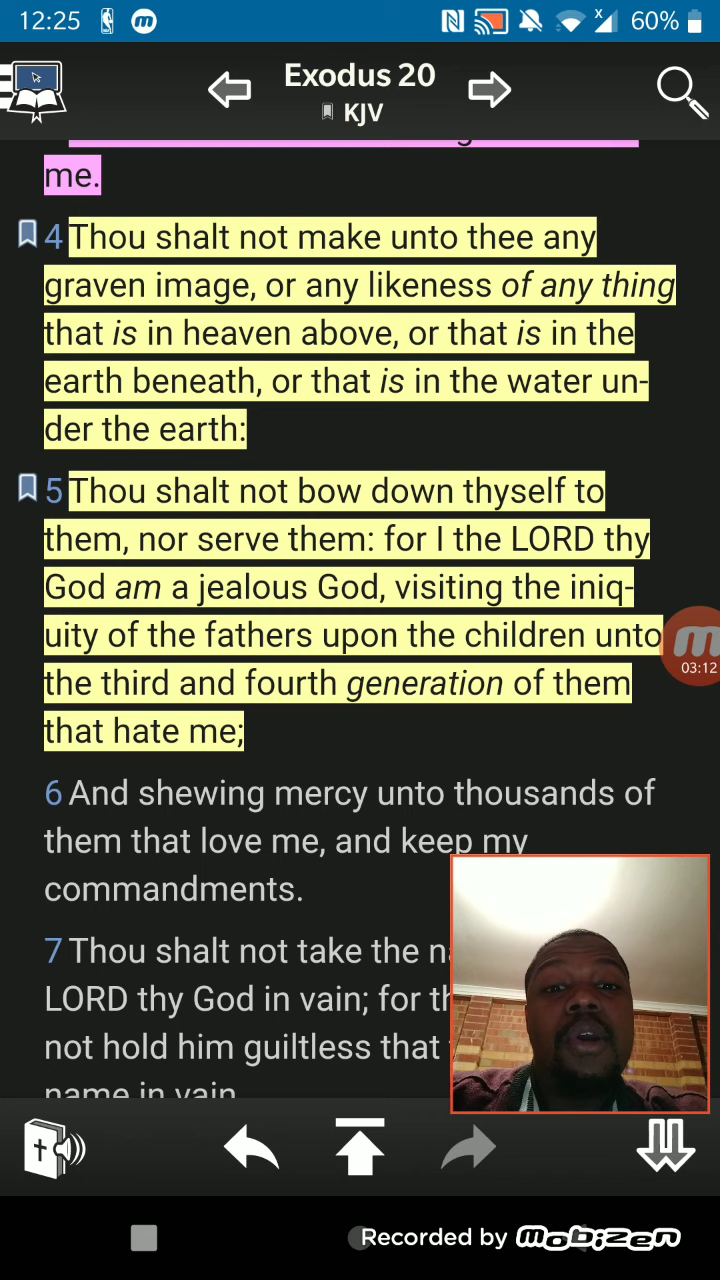 12:25
60%
Exodus 20
KJV
me.
4 Thou shalt not make unto thee any
graven image, or any likeness of any thing
that is in heaven above, or that is in the
earth beneath, or that is in the water un-
der the earth:
5 Thou shalt not bow down thyself to
them, nor serve them: for I the LORD thy
God am a jealous God, visiting the iniq-
uity of the fathers upon the children unto
the third and fourth generation of them
that hate me;
03:12
6 And shewing mercy unto thousands of
them that love me, and keep my
commandments.
7 Thou shalt not take the
LORD thy God in vain; for
not hold him guiltless that
name in vain
Recorded by mobizen